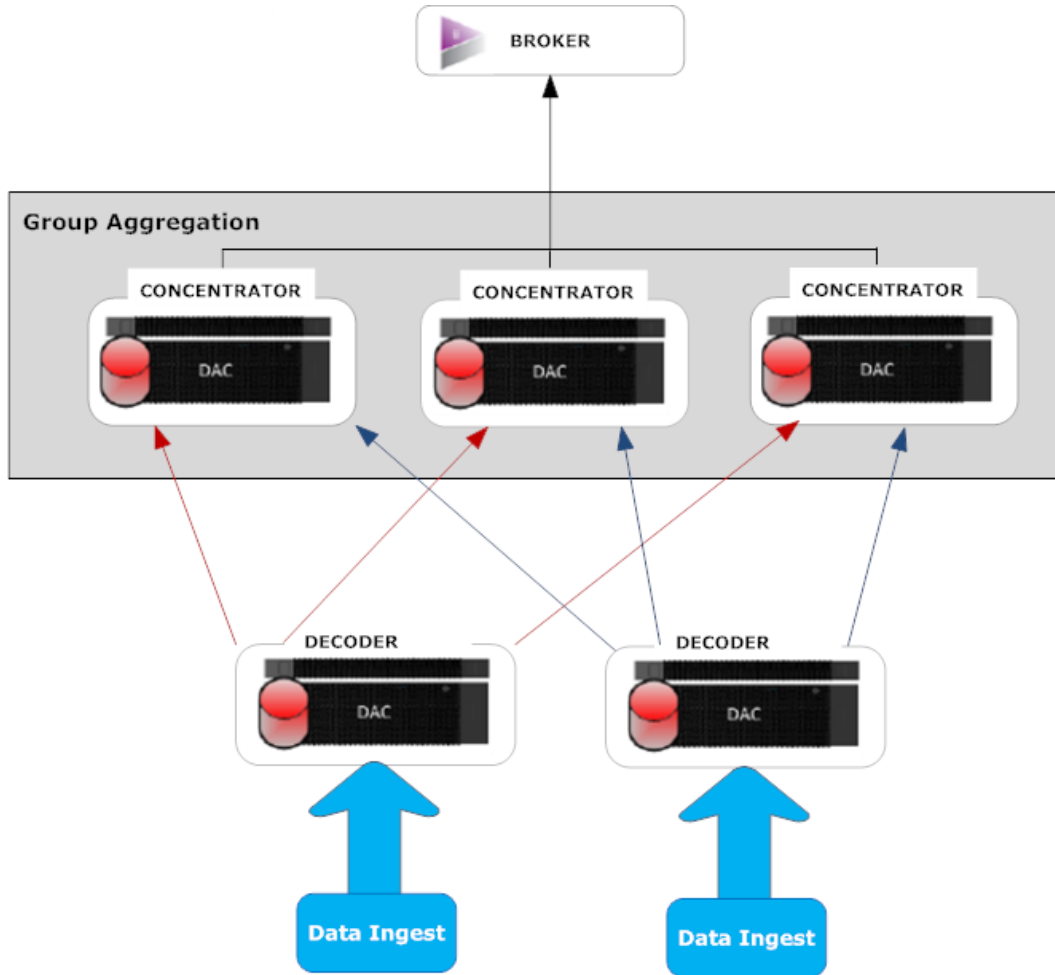 BROKER
Group Aggregation
CONCENTRATOR
CONCENTRATOR
CONCENTRATOR
DAC
DAC
DAC
DECODER
DECODER
DAC
DAC
Data Ingest
Data Ingest